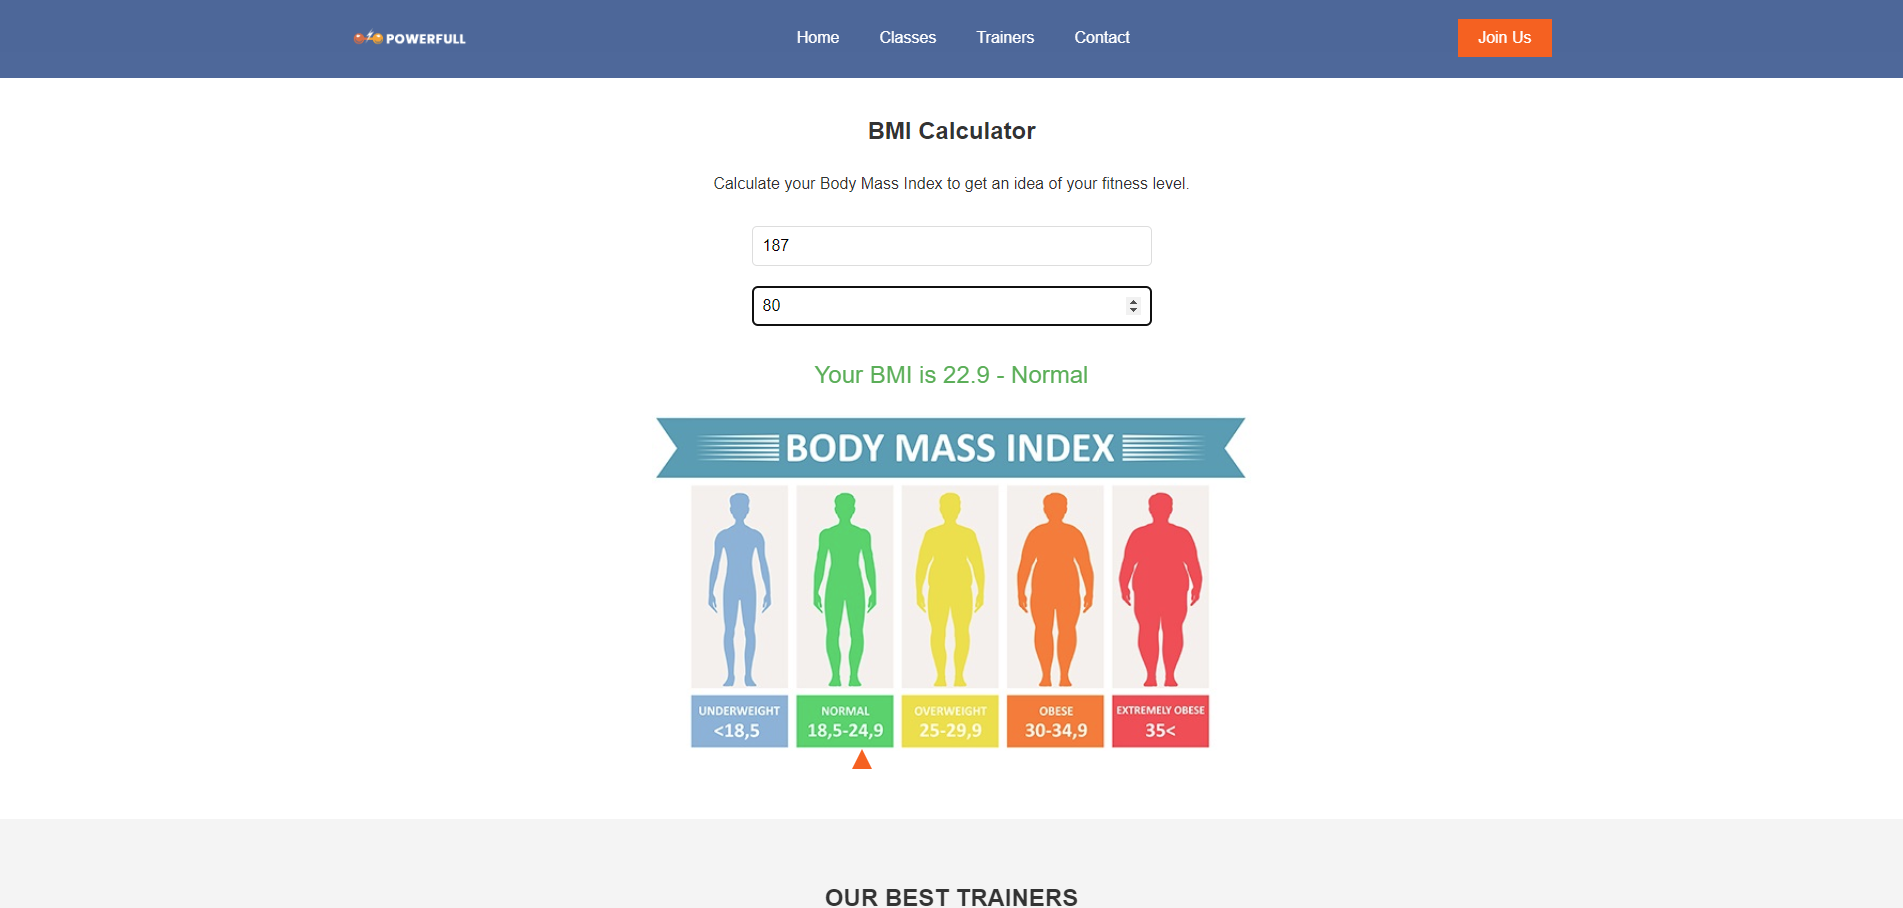 POWERFULL
Home
Classes
Trainers
Contact
Join Us
BMI Calculator
Calculate your Body Mass Index to get an idea of your fitness level.
187
80
Your BMI is 22.9 - Normal
BODY MASS INDEX
UNDERWEIGHT
<18,5
NORMAL
18,5-24,9
OVERWEIGHT
25-29,9
OBESE
30-34,9
EXTREMELY OBESE
35<
OUR BEST TRAINERS